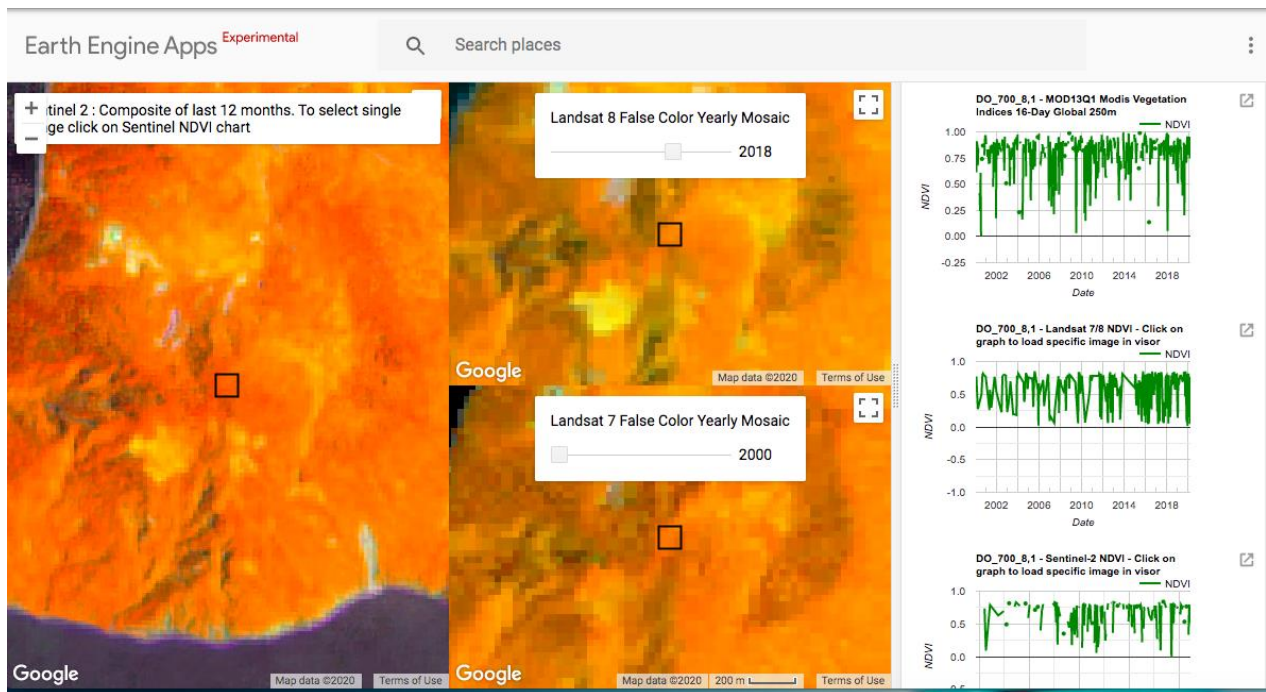 Earth Engine Apps Experimental
Search places
tinel 2 : Composite of last 12 months. To select single
ge click on Sentinel NDVI chart
+
−
Google
Map data ©2020
Terms of Use
Landsat 8 False Color Yearly Mosaic
2018
Google
Map data ©2020
Terms of Use
Landsat 7 False Color Yearly Mosaic
2000
Google
Map data ©2020
200 m
Terms of Use
DO_700_8,1 - MOD13Q1 Modis Vegetation
Indices 16-Day Global 250m
NDVI
1.00
0.75
0.50
0.25
0.00
-0.25
NDVI
2002 2006 2010 2014 2018
Date
DO_700_8,1 - Landsat 7/8 NDVI - Click on
graph to load specific image in visor
NDVI
1.0
0.5
0.0
-0.5
-1.0
NDVI
2002 2006 2010 2014 2018
Date
DO_700_8,1 - Sentinel-2 NDVI - Click on
graph to load specific image in visor
NDVI
1.0
0.5
0.0
NDVI